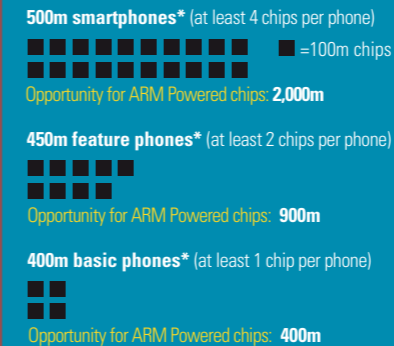 500m smartphones* (at least 4 chips per phone)
=100m chips
Opportunity for ARM Powered chips: 2,000m
450m feature phones* (at least 2 chips per phone)
Opportunity for ARM Powered chips: 900m
400m basic phones* (at least 1 chip per phone)
Opportunity for ARM Powered chips: 400m